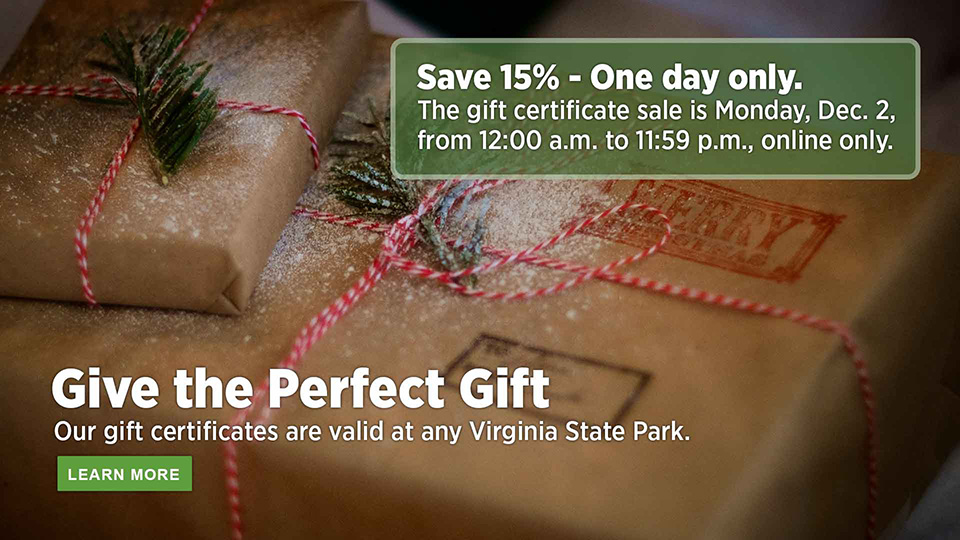 Save 15% - One day only.
The gift certificate sale is Monday, Dec. 2,
from 12:00 a.m. to 11:59 p.m., online only.
MERRY
Give the Perfect Gift
Our gift certificates are valid at any Virginia State Park.
LEARN MORE